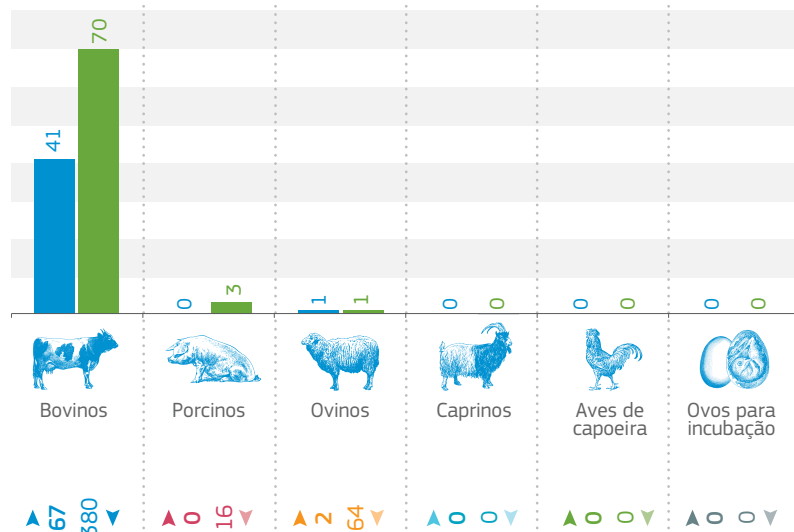 41 70
0 3
1 1
0 0
0 0
0 0
Bovinos
Porcinos
Ovinos
Caprinos
Aves de
capoeira
Ovos para
incubação
67
0 16
2 64
0 0
0 0
0 0